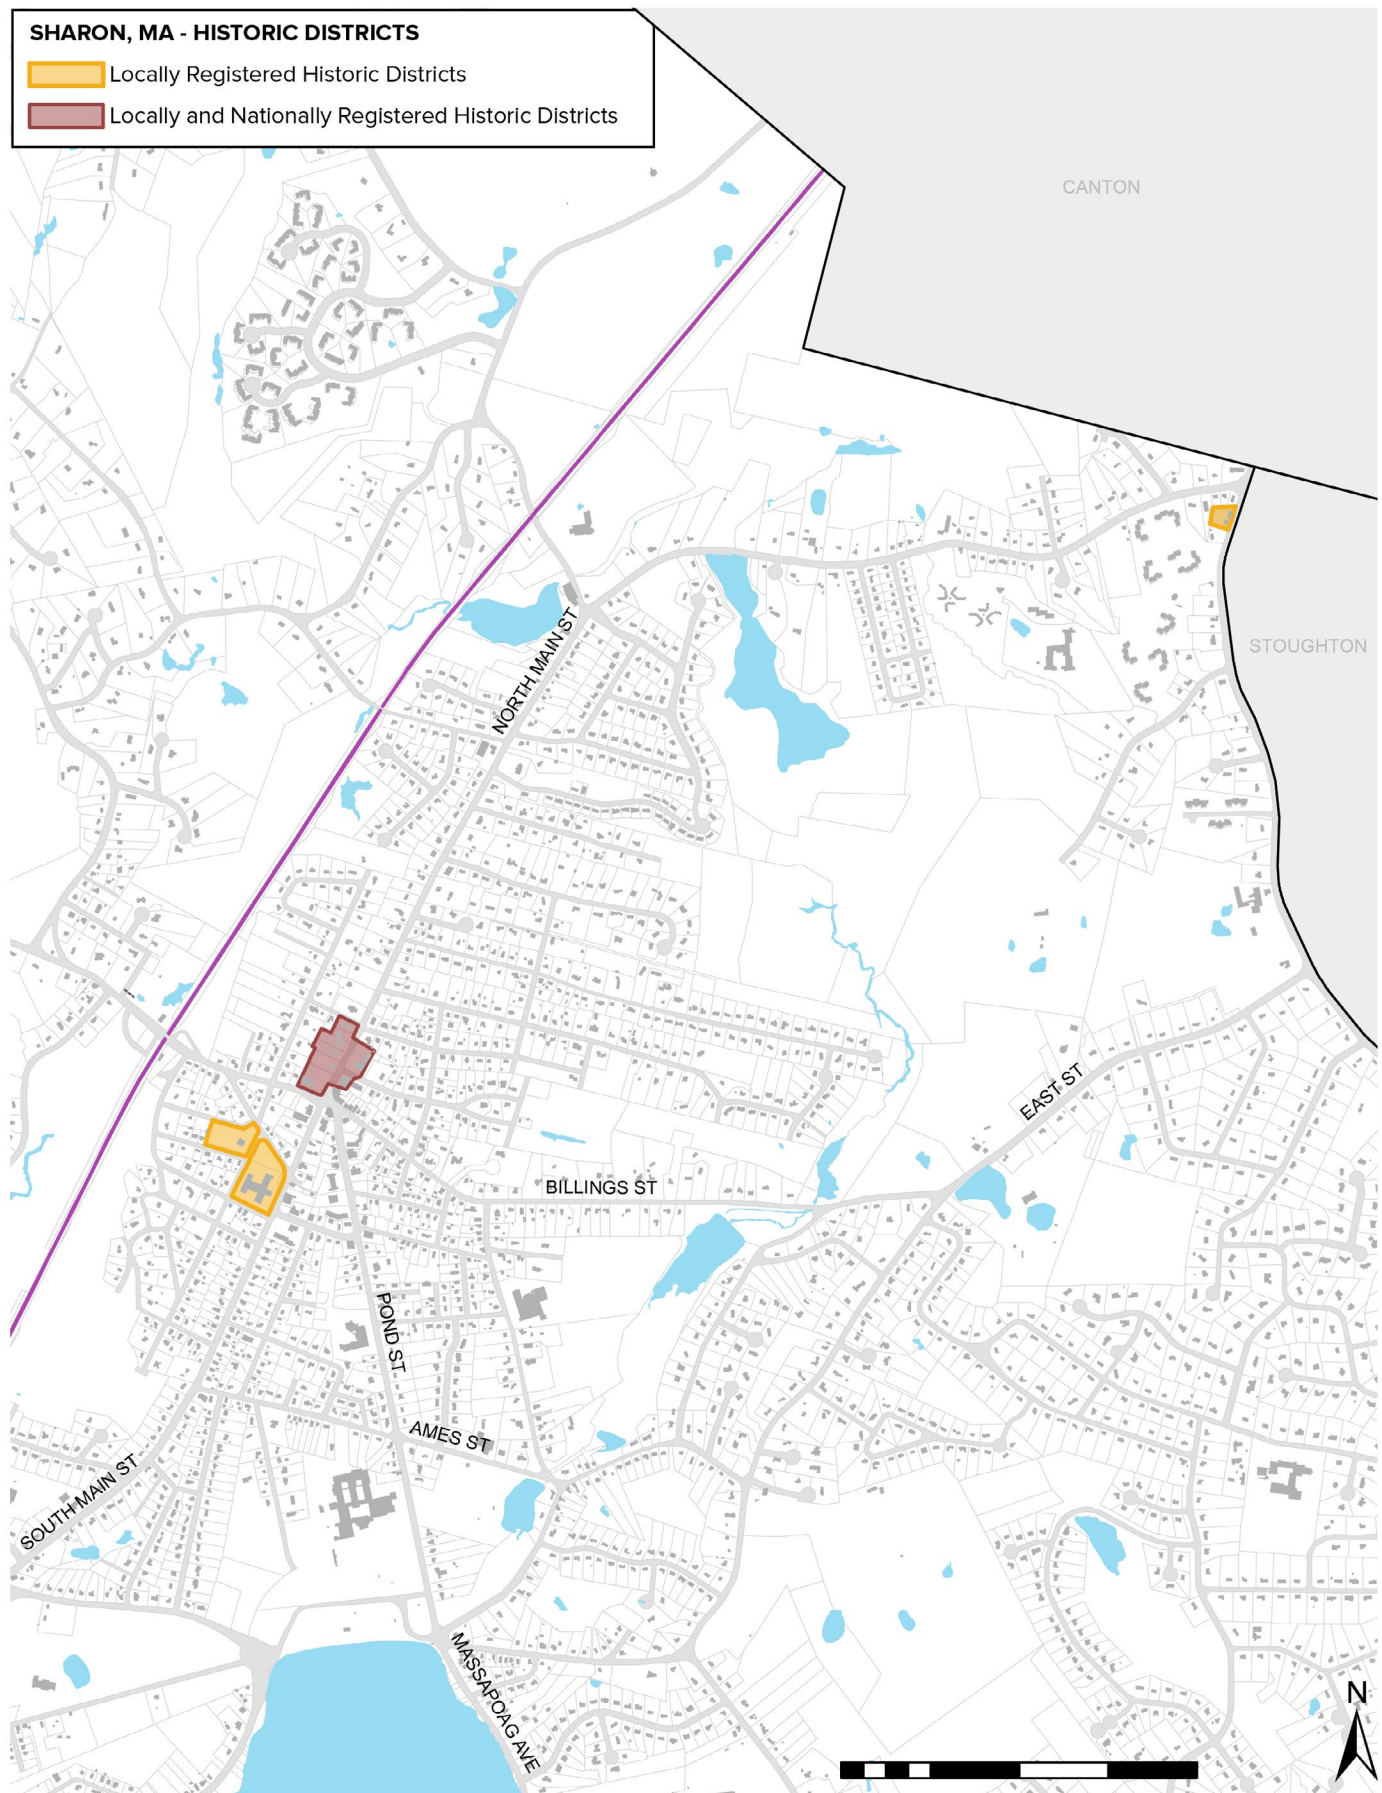 SHARON, MA - HISTORIC DISTRICTS
Locally Registered Historic Districts
Locally and Nationally Registered Historic Districts
CANTON
STOUGHTON
NORTH MAIN ST
EAST ST
BILLINGS ST
POND ST
AMES ST
SOUTH MAIN ST
MASSAPOAG AVE
N